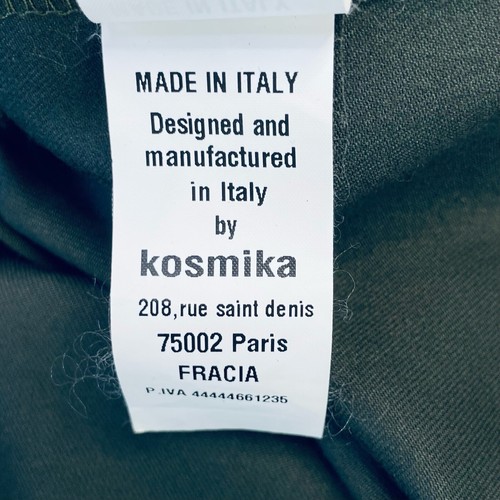 MADE IN ITALY
Designed and
manufactured
in Italy
by
kosmika
208,rue saint denis
75002 Paris
FRACIA
P.IVA 44444661235